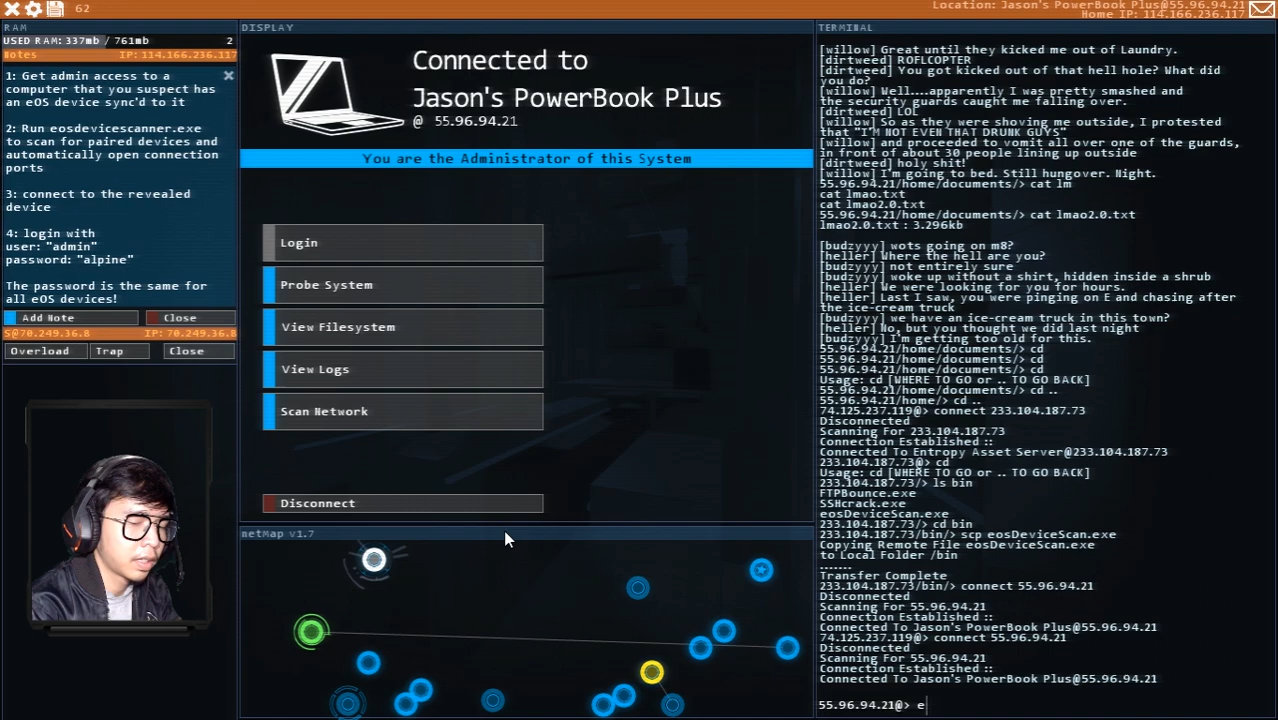 62
Location: Jason's PowerBook Plus@55.96.94.21
Home IP: 114.166.236.117
RAM
USED RAM: 337mb / 761mb 2
Notes IP: 114.166.236.117
1: Get admin access to a
computer that you suspect has
an eOS device sync'd to it
2: Run eosdevicescanner.exe
to scan for paired devices and
automatically open connection
ports
3: connect to the revealed
device
4: login with
user: "admin"
password: "alpine"
The password is the same for
all eOS devices!
Add Note Close
S@70.249.36.8 IP: 70.249.36.8
Overload Trap Close
DISPLAY
Connected to
Jason's PowerBook Plus
@ 55.96.94.21
You are the Administrator of this System
Login
Probe System
View Filesystem
View Logs
Scan Network
Disconnect
netMap v1.7
TERMINAL
[willow] Great until they kicked me out of Laundry.
[dirtweed] ROFLCOPTER
[dirtweed] You got kicked out of that hell hole? What did
you do?
[willow] Well....apparently I was pretty smashed and
the security guards caught me falling over.
[dirtweed] LOL
[willow] So as they were shoving me outside, I protested
that "I'M NOT EVEN THAT DRUNK GUYS"
[willow] and proceeded to vomit all over one of the guards,
in front of about 30 people lining up outside
[dirtweed] holy shit!
[willow] I'm going to bed. Still hungover. Night.
55.96.94.21/home/documents/> cat lm
cat lmao.txt
cat lmao2.0.txt
55.96.94.21/home/documents/> cat lmao2.0.txt
lmao2.0.txt : 3.296kb
[budzyyy] wots going on m8?
[heller] Where the hell are you?
[budzyyy] not entirely sure
[budzyyy] woke up without a shirt, hidden inside a shrub
[heller] We were looking for you for hours.
[heller] Last I saw, you were pinging on E and chasing after
the ice-cream truck
[budzyyy] we have an ice-cream truck in this town?
[heller] No, but you thought we did last night
[budzyyy] I'm getting too old for this.
55.96.94.21/home/documents/> cd
55.96.94.21/home/documents/> cd
55.96.94.21/home/documents/> cd
Usage: cd [WHERE TO GO or .. TO GO BACK]
55.96.94.21/home/documents/> cd ..
55.96.94.21/home/> cd ..
74.125.237.119@> connect 233.104.187.73
Disconnected
Scanning For 233.104.187.73
Connection Established ::
Connected To Entropy Asset Server@233.104.187.73
233.104.187.73@> cd
Usage: cd [WHERE TO GO or .. TO GO BACK]
233.104.187.73/> ls bin
FTPBounce.exe
SSHcrack.exe
eosDeviceScan.exe
233.104.187.73/> cd bin
233.104.187.73/bin/> scp eosDeviceScan.exe
Copying Remote File eosDeviceScan.exe
to Local Folder /bin
.......
Transfer Complete
233.104.187.73/bin/> connect 55.96.94.21
Disconnected
Scanning For 55.96.94.21
Connection Established ::
Connected To Jason's PowerBook Plus@55.96.94.21
74.125.237.119@> connect 55.96.94.21
Disconnected
Scanning For 55.96.94.21
Connection Established ::
Connected To Jason's PowerBook Plus@55.96.94.21
55.96.94.21@> e